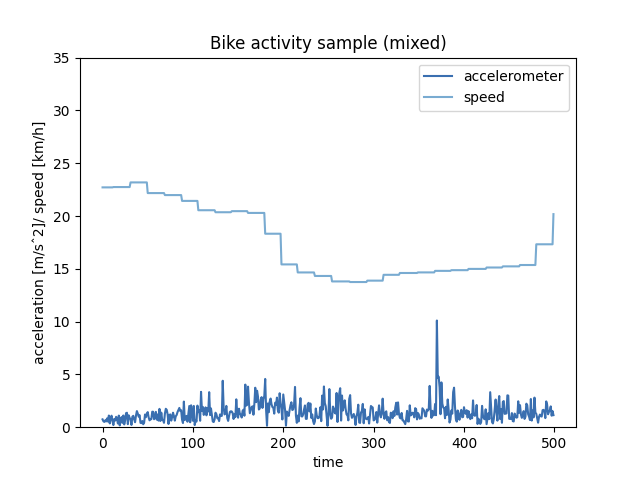 Bike activity sample (mixed)
accelerometer
speed
acceleration [m/s^2]/ speed [km/h]
35
30
25
20
15
10
5
0
0 100 200 300 400 500
time